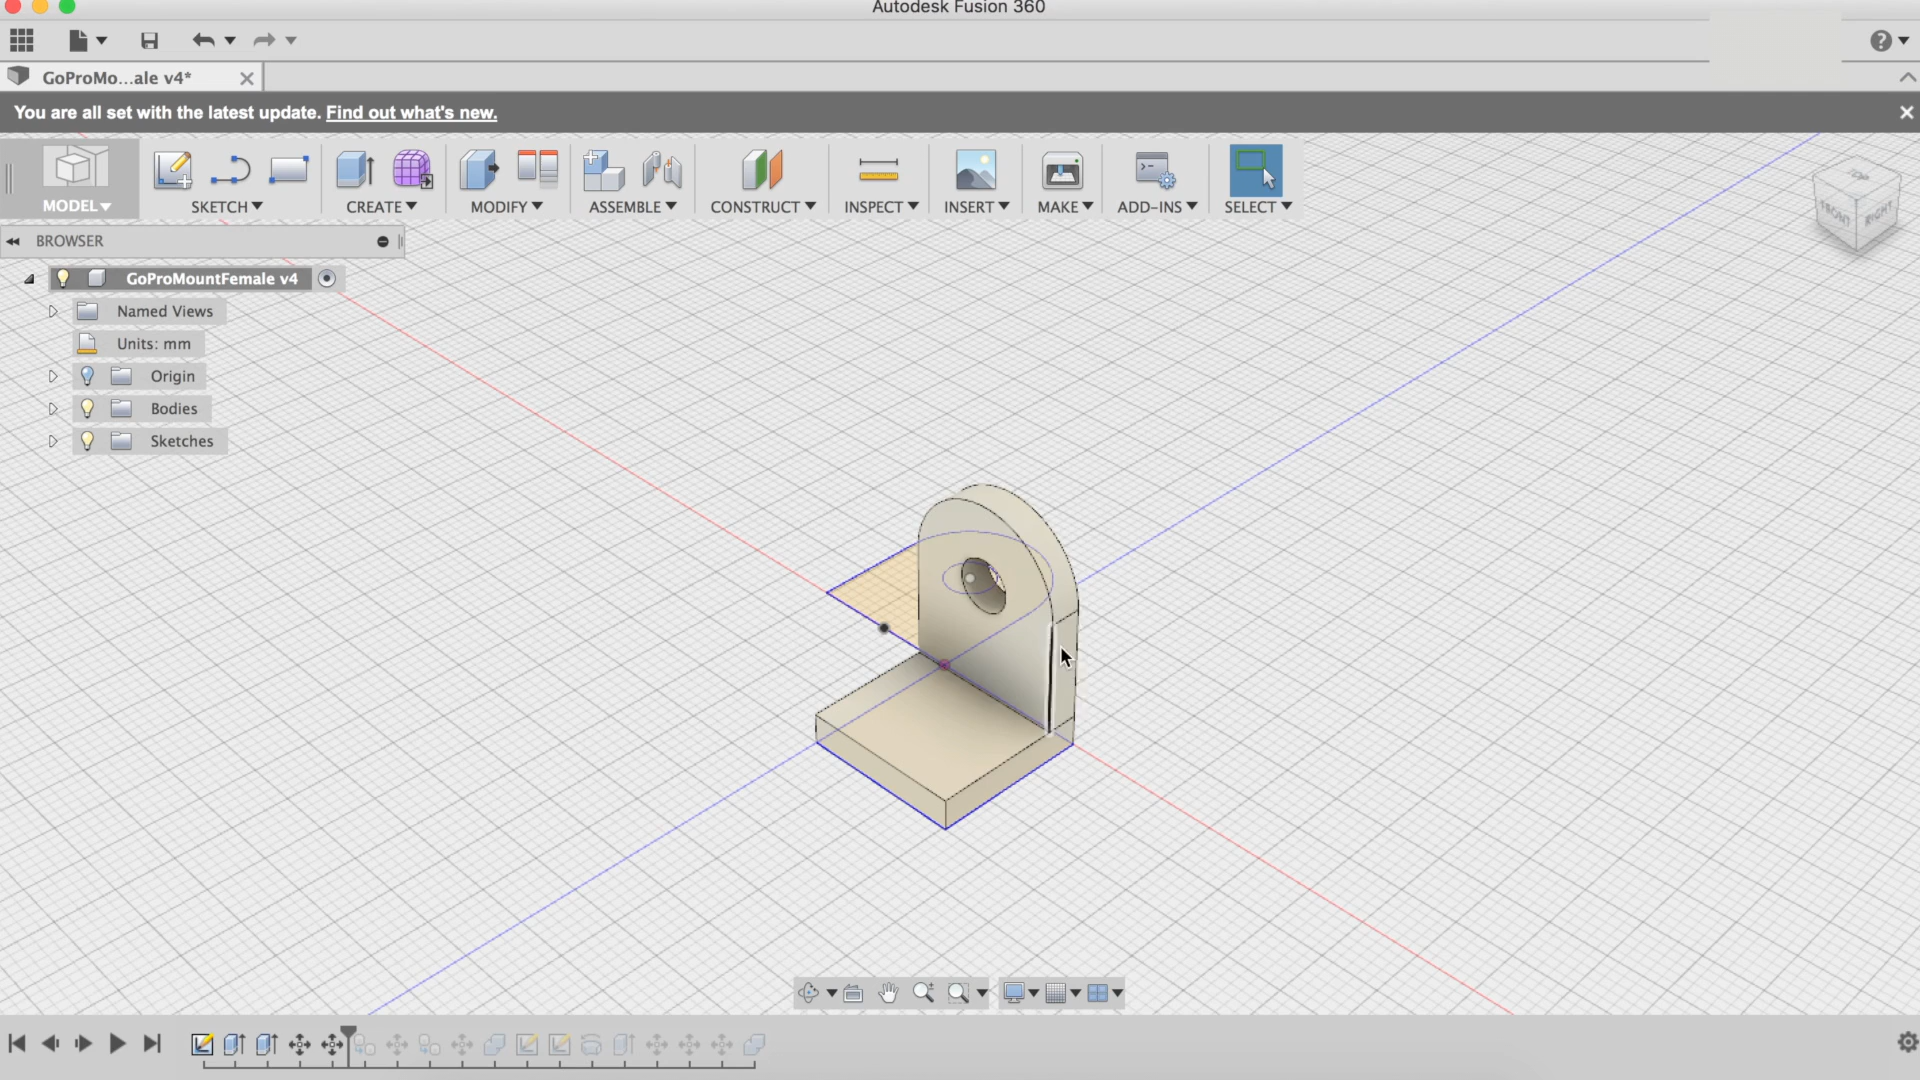 Autodesk Fusion 360
GoProMo...ale v4*
You are all set with the latest update. Find out what's new.
MODEL
SKETCH
CREATE
MODIFY
ASSEMBLE
CONSTRUCT
INSPECT
INSERT
MAKE
ADD-INS
SELECT
FRONT
RIGHT
BROWSER
GoProMountFemale v4
Named Views
Units: mm
Origin
Bodies
Sketches